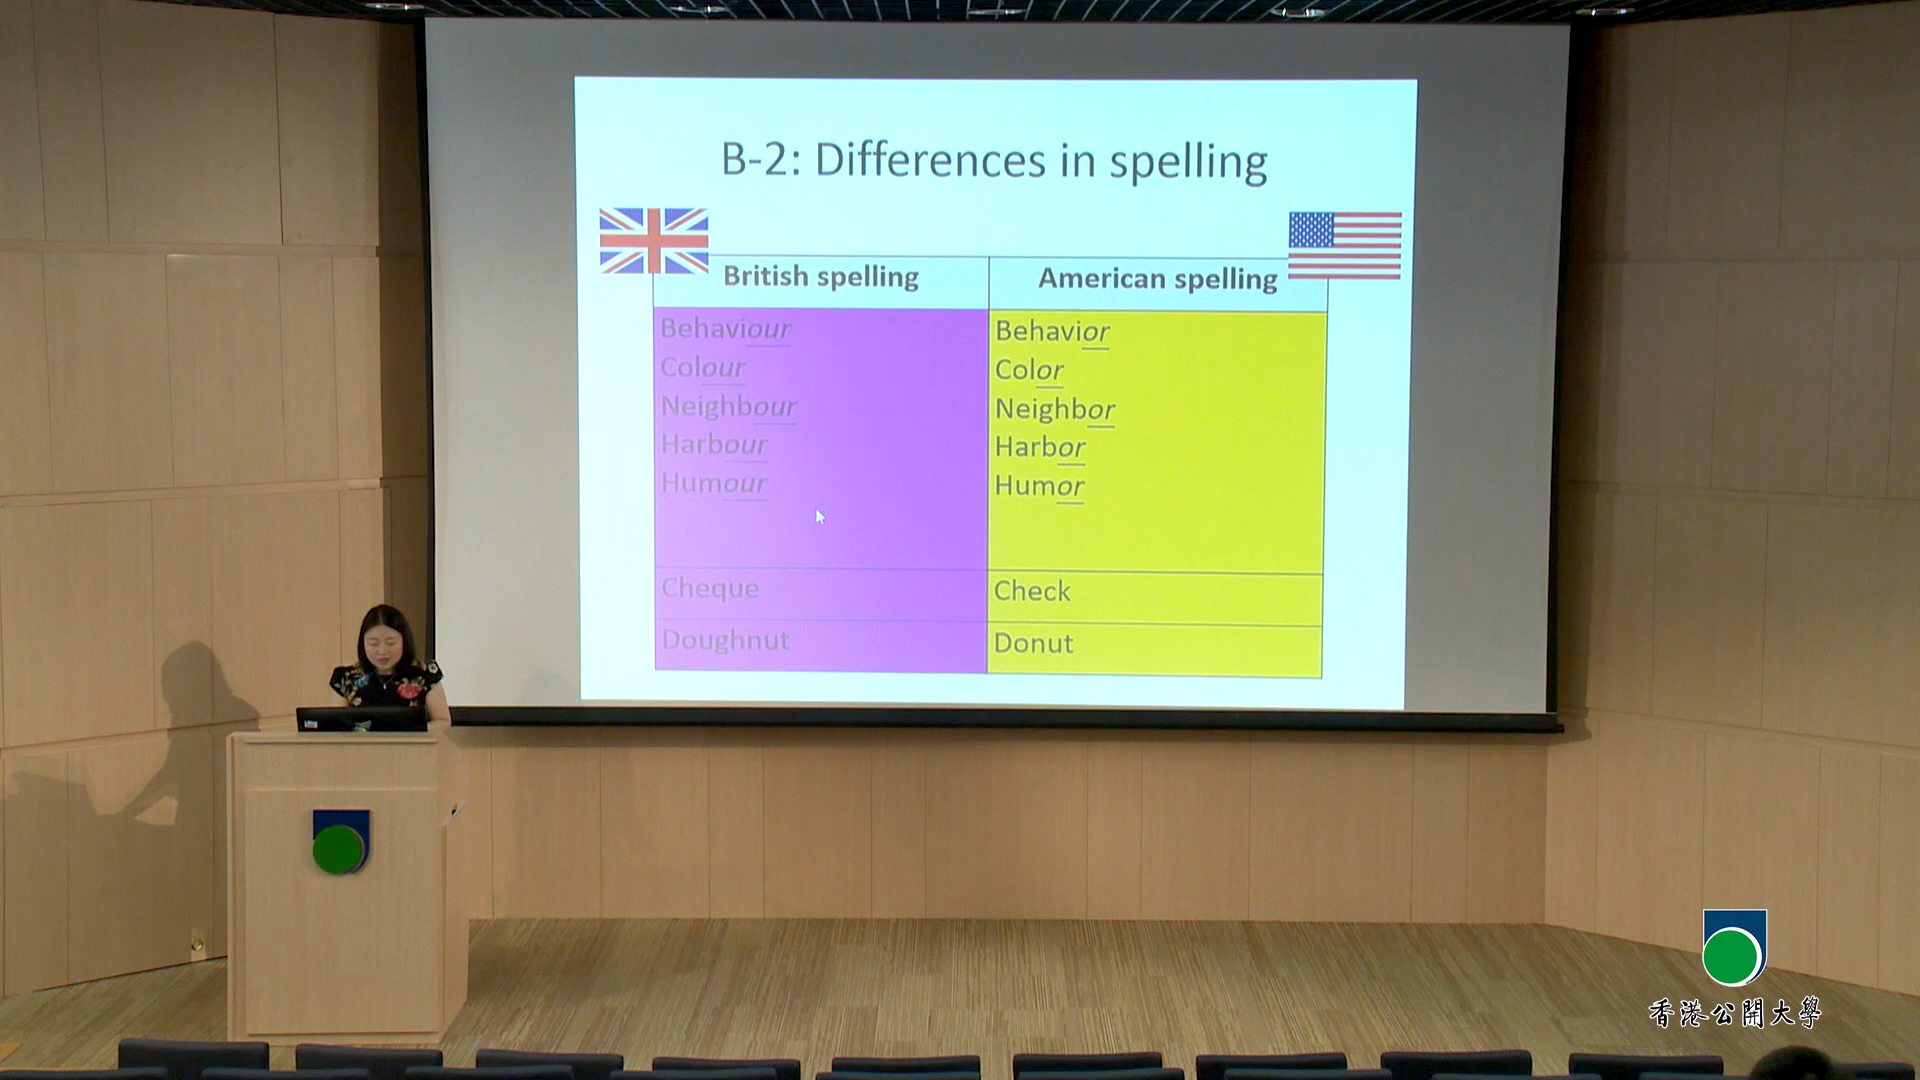 B-2: Differences in spelling
British spelling American spelling
Behaviour Behavior
Colour Color
Neighbour Neighbor
Harbour Harbor
Humour Humor
Cheque Check
Doughnut Donut
香港公開大學